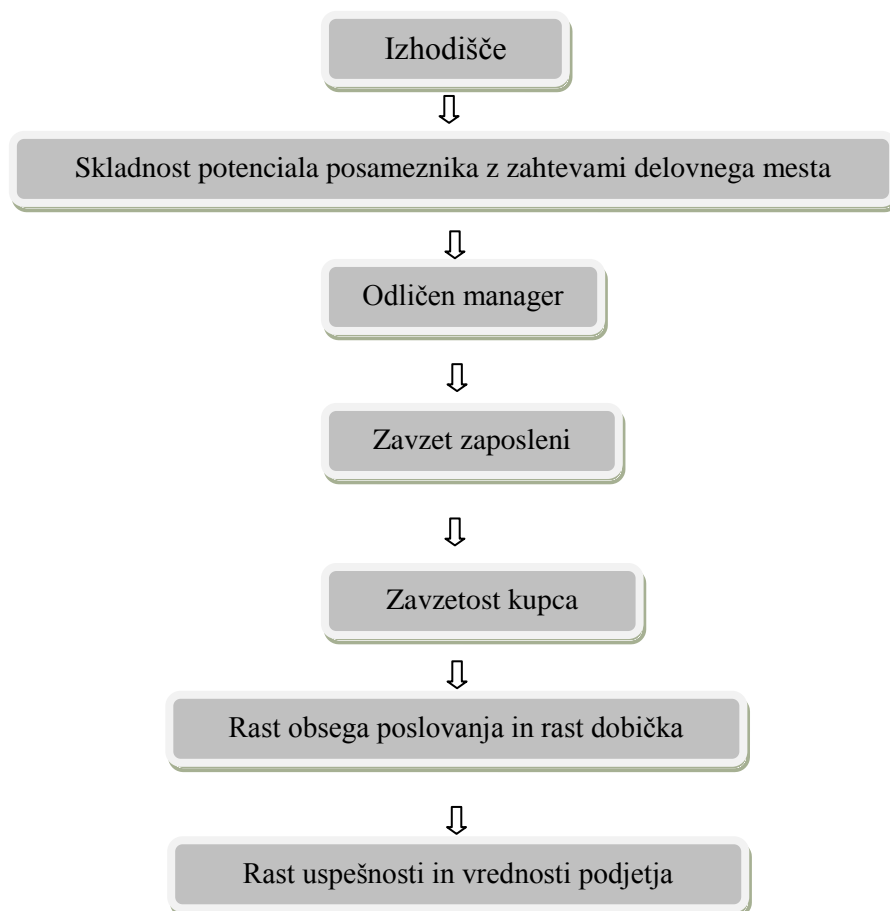 Izhodišče
Skladnost potenciala posameznika z zahtevami delovnega mesta
Odličen manager
Zavzet zaposleni
Zavzetost kupca
Rast obsega poslovanja in rast dobička
Rast uspešnosti in vrednosti podjetja